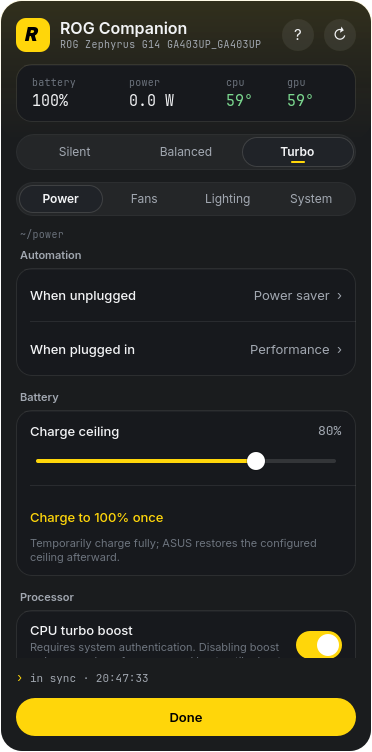 R
ROG Companion
ROG Zephyrus G14 GA403UP_GA403UP
?
battery power cpu gpu
100% 0.0 W 59° 59°
Silent Balanced Turbo
Power Fans Lighting System
~/power
Automation
When unplugged Power saver ›
When plugged in Performance ›
Battery
Charge ceiling 80%
Charge to 100% once
Temporarily charge fully; ASUS restores the configured
ceiling afterward.
Processor
CPU turbo boost
Requires system authentication. Disabling boost
› in sync · 20:47:33
Done